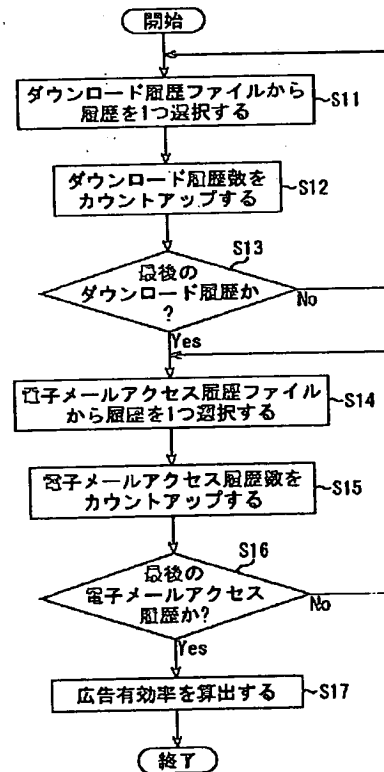 開始
ダウンロード履歴ファイルから
履歴を1つ選択する
S11
ダウンロード履歴数を
カウントアップする
S12
S13
最後の
ダウンロード履歴か
?
No
Yes
電子メールアクセス履歴ファイル
から履歴を1つ選択する
S14
電子メールアクセス履歴数を
カウントアップする
S15
S16
最後の
電子メールアクセス
履歴か?
No
Yes
広告有効率を算出する
S17
終了